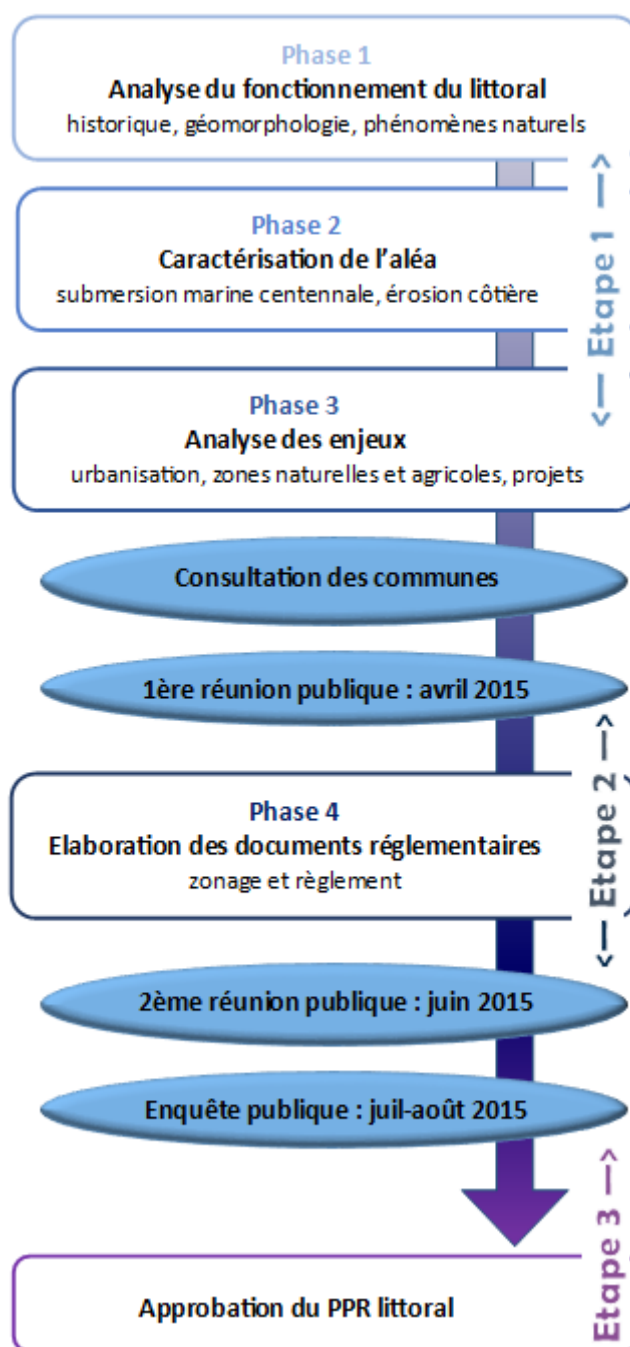 Phase 1
Analyse du fonctionnement du littoral
historique, géomorphologie, phénomènes naturels
Phase 2
Caractérisation de l'aléa
submersion marine centennale, érosion côtière
<— Etape 1 —>
Phase 3
Analyse des enjeux
urbanisation, zones naturelles et agricoles, projets
Consultation des communes
1ère réunion publique : avril 2015
Phase 4
Elaboration des documents réglementaires
zonage et règlement
<— Etape 2 —>
2ème réunion publique : juin 2015
Enquête publique : juil-août 2015
Etape 3 —>
Approbation du PPR littoral